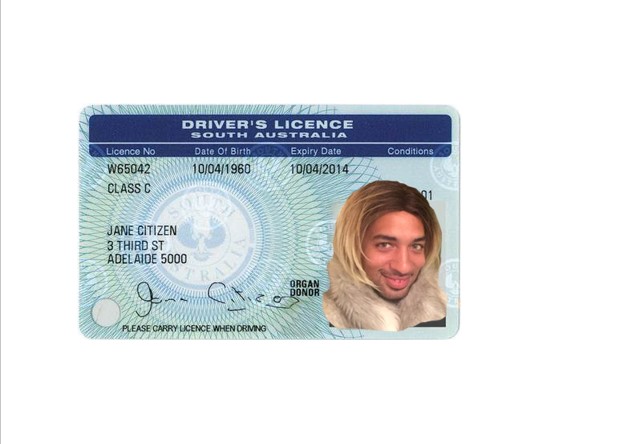 DRIVER'S LICENCE
SOUTH AUSTRALIA
Licence No Date Of Birth Expiry Date Conditions
W65042 10/04/1960 10/04/2014
CLASS C 01
JANE CITIZEN
3 THIRD ST
ADELAIDE 5000
SOUTH AUSTRALIA
ORGAN
DONOR
Jane Citizen
PLEASE CARRY LICENCE WHEN DRIVING